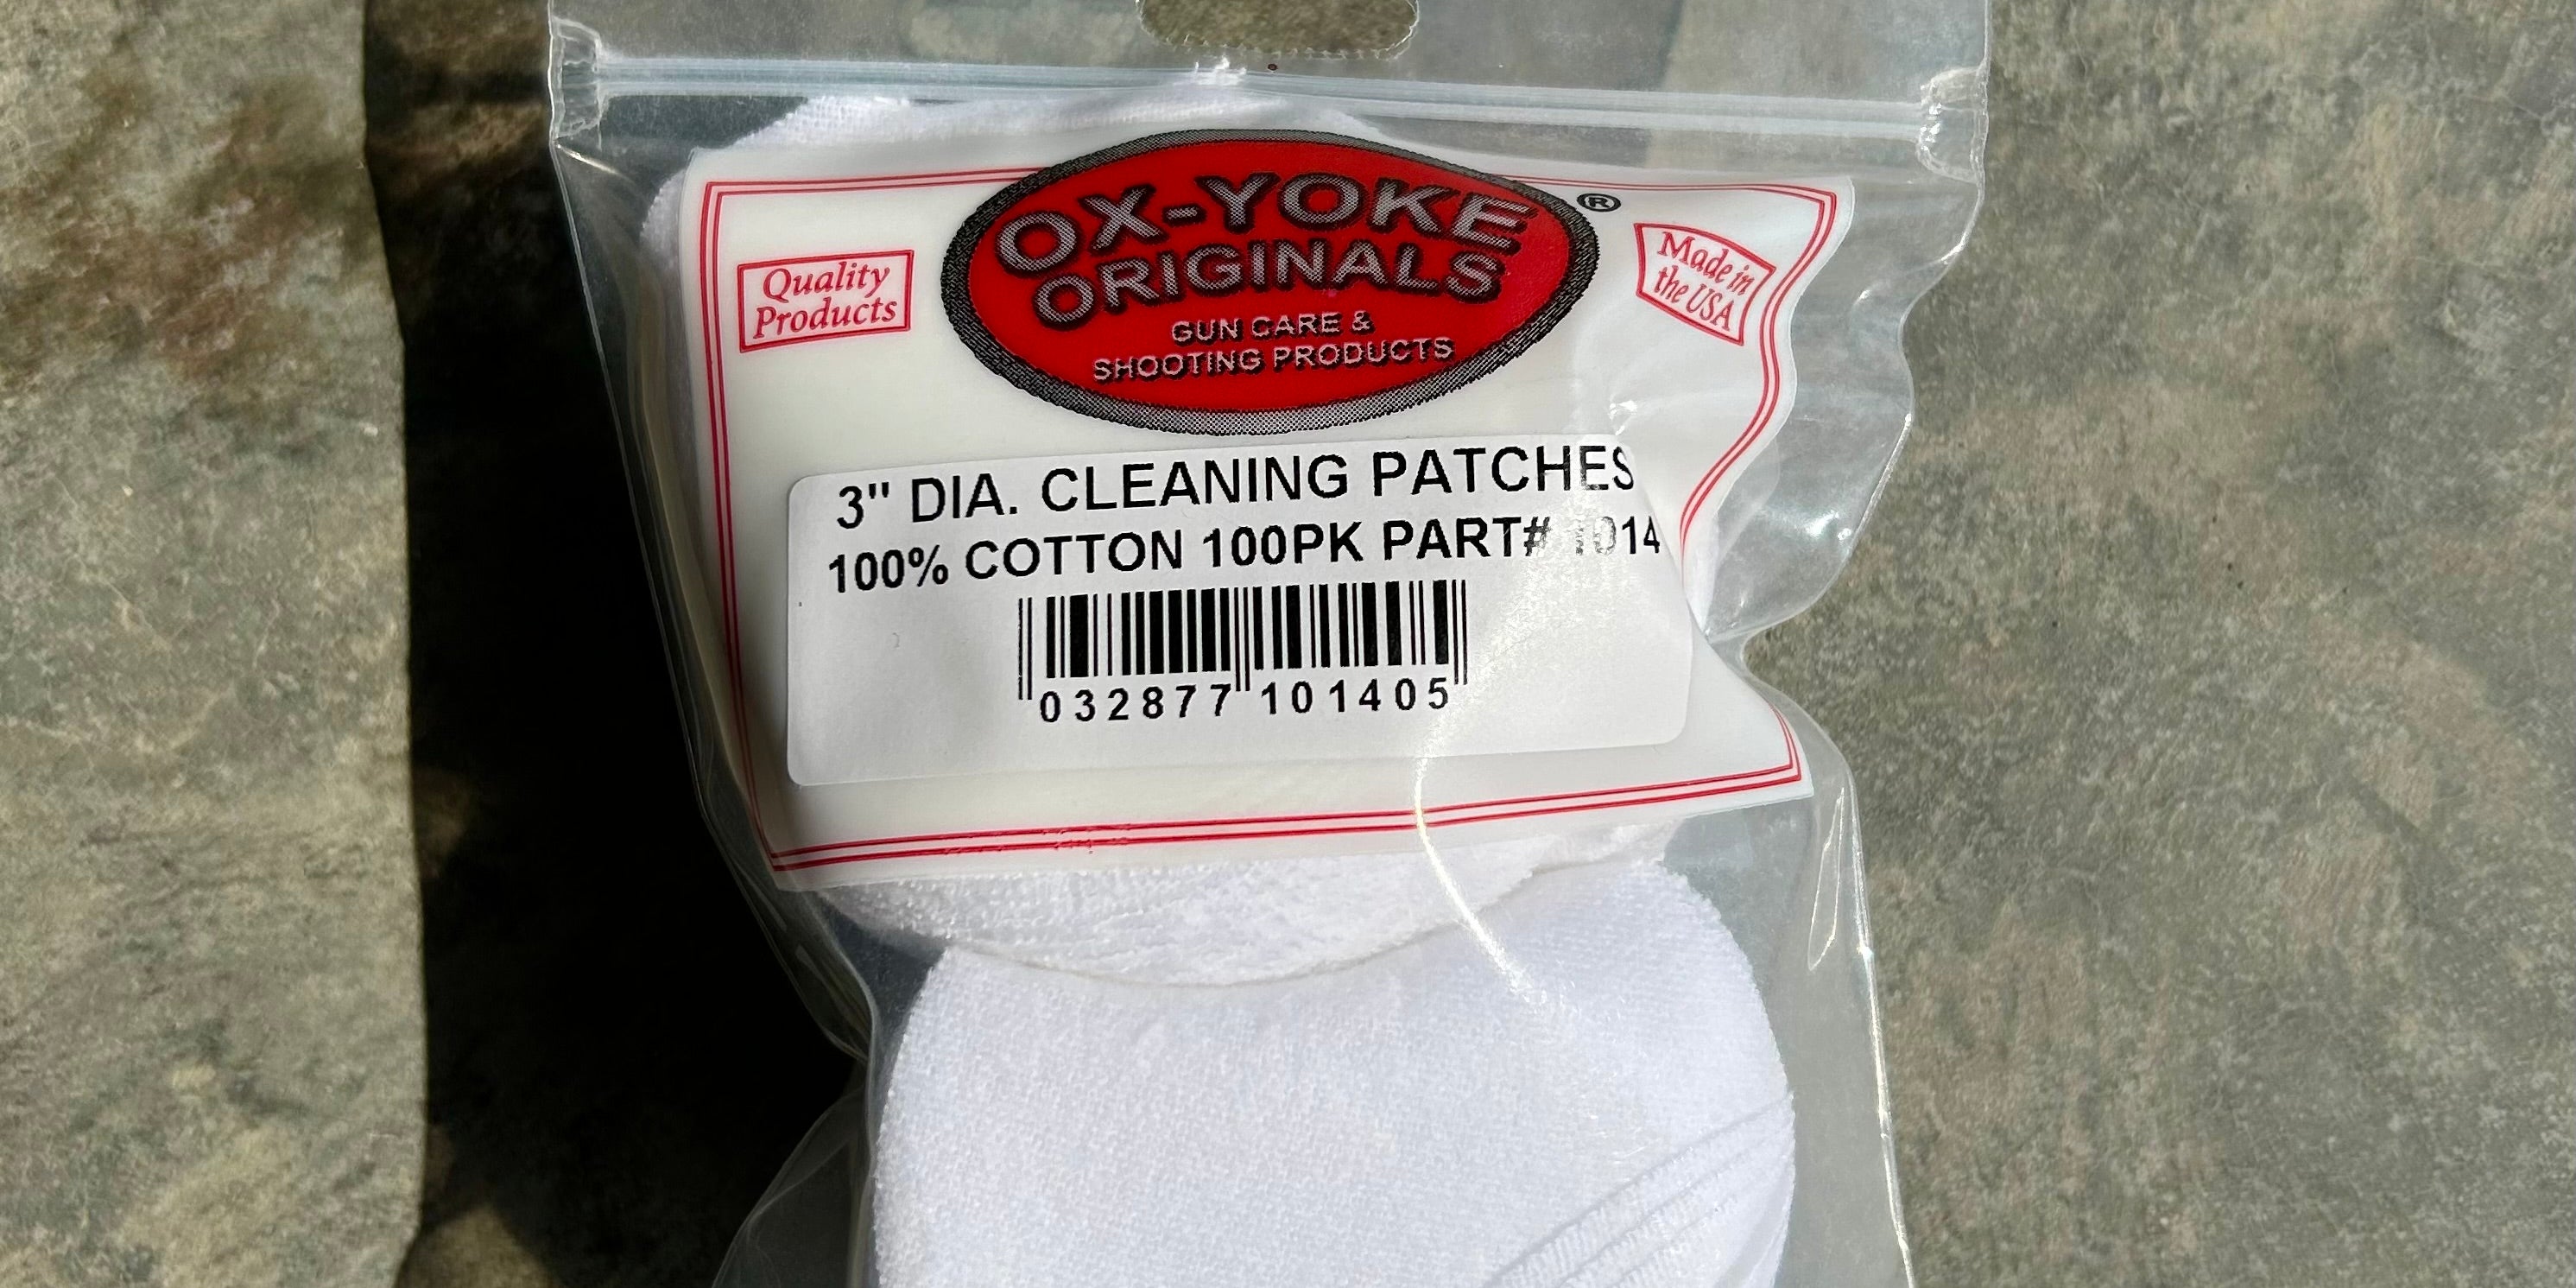 OX-YOKE
ORIGINALS
®
GUN CARE &
SHOOTING PRODUCTS
Quality
Products
Made in
the USA
3" DIA. CLEANING PATCHES
100% COTTON 100PK PART# 1014
032877 101405